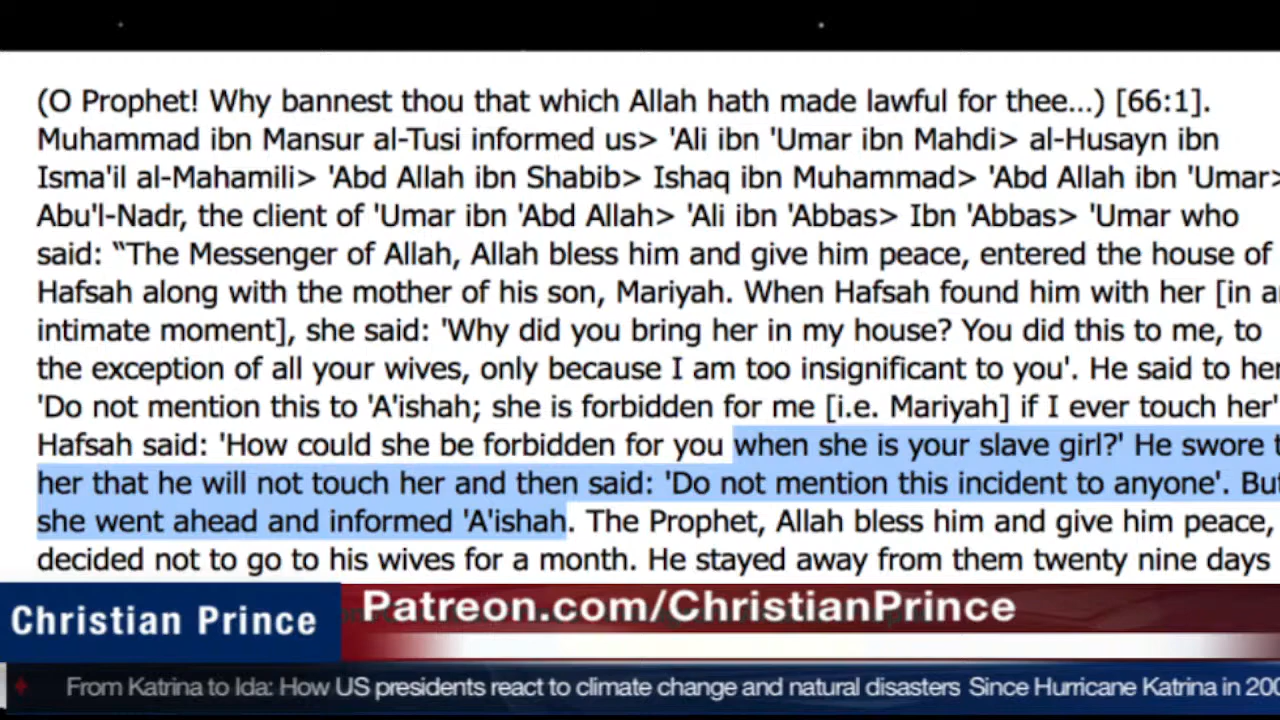 (O Prophet! Why bannest thou that which Allah hath made lawful for thee...) [66:1].
Muhammad ibn Mansur al-Tusi informed us> 'Ali ibn 'Umar ibn Mahdi> al-Husayn ibn
Isma'il al-Mahamili> 'Abd Allah ibn Shabib> Ishaq ibn Muhammad> 'Abd Allah ibn 'Umar>
Abu'l-Nadr, the client of 'Umar ibn 'Abd Allah> 'Ali ibn 'Abbas> Ibn 'Abbas> 'Umar who
said: “The Messenger of Allah, Allah bless him and give him peace, entered the house of
Hafsah along with the mother of his son, Mariyah. When Hafsah found him with her [in
intimate moment], she said: 'Why did you bring her in my house? You did this to me, to
the exception of all your wives, only because I am too insignificant to you'. He said to her
'Do not mention this to 'A'ishah; she is forbidden for me [i.e. Mariyah] if I ever touch her'
Hafsah said: 'How could she be forbidden for you when she is your slave girl?' He swore
her that he will not touch her and then said: 'Do not mention this incident to anyone'. But
she went ahead and informed 'A'ishah. The Prophet, Allah bless him and give him peace,
decided not to go to his wives for a month. He stayed away from them twenty nine days
Christian Prince
Patreon.com/ChristianPrince
From Katrina to Ida: How US presidents react to climate change and natural disasters Since Hurricane Katrina in 200